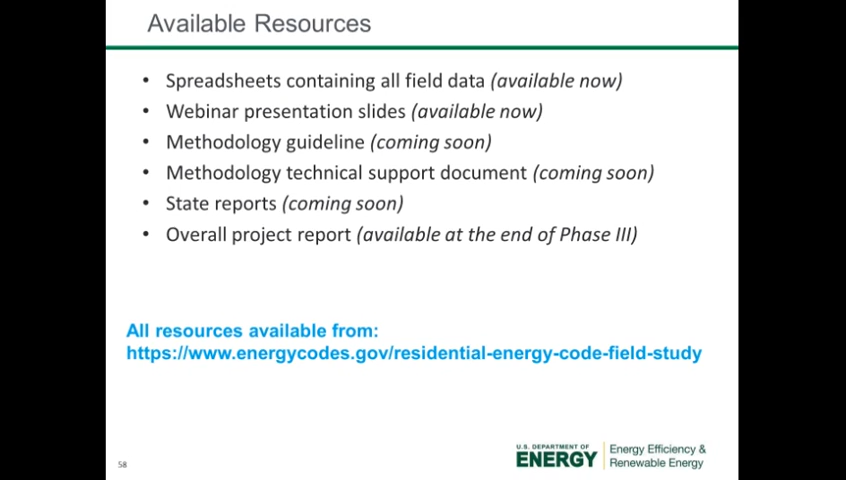 Available Resources
• Spreadsheets containing all field data (available now)
• Webinar presentation slides (available now)
• Methodology guideline (coming soon)
• Methodology technical support document (coming soon)
• State reports (coming soon)
• Overall project report (available at the end of Phase III)
All resources available from:
https://www.energycodes.gov/residential-energy-code-field-study
58
U.S. DEPARTMENT OF
ENERGY
Energy Efficiency &
Renewable Energy